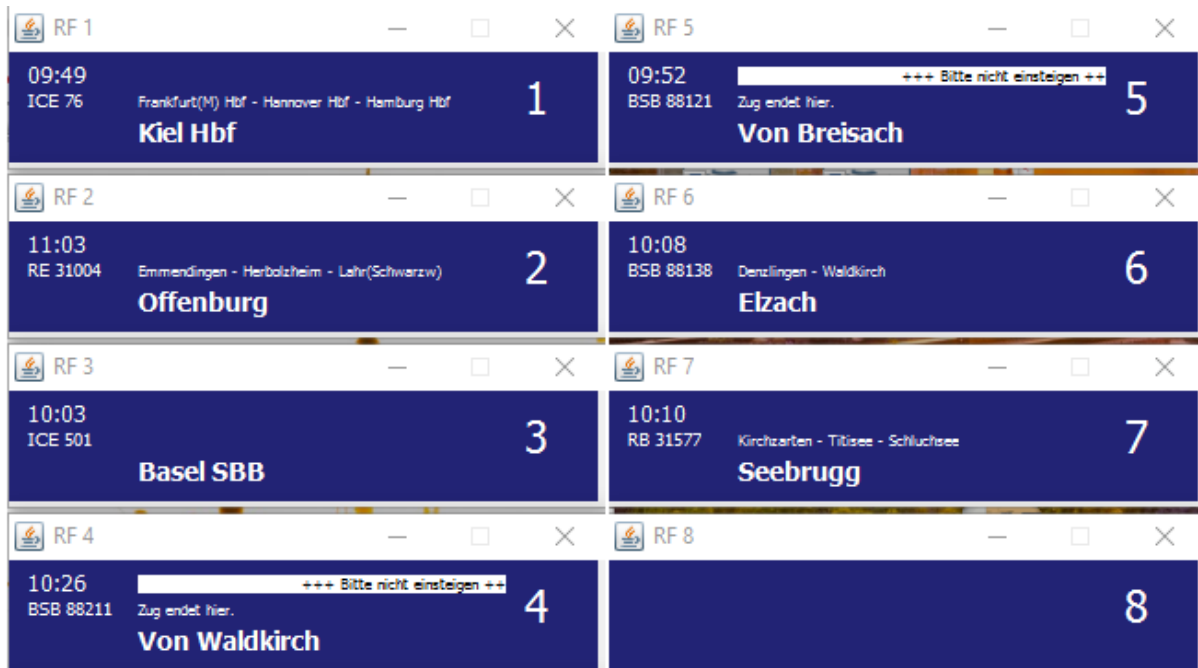 RF 1
09:49
ICE 76
Frankfurt(M) Hbf - Hannover Hbf - Hamburg Hbf
Kiel Hbf
1
RF 2
11:03
RE 31004
Emmendingen - Herbolzheim - Lahr(Schwarzw)
Offenburg
2
RF 3
10:03
ICE 501
Basel SBB
3
RF 4
10:26
+++ Bitte nicht einsteigen ++
BSB 88211
Zug endet hier.
Von Waldkirch
4
RF 5
09:52
+++ Bitte nicht einsteigen ++
BSB 88121
Zug endet hier.
Von Breisach
5
RF 6
10:08
BSB 88138
Denzlingen - Waldkirch
Elzach
6
RF 7
10:10
RB 31577
Kirchzarten - Titisee - Schluchsee
Seebrugg
7
RF 8
8